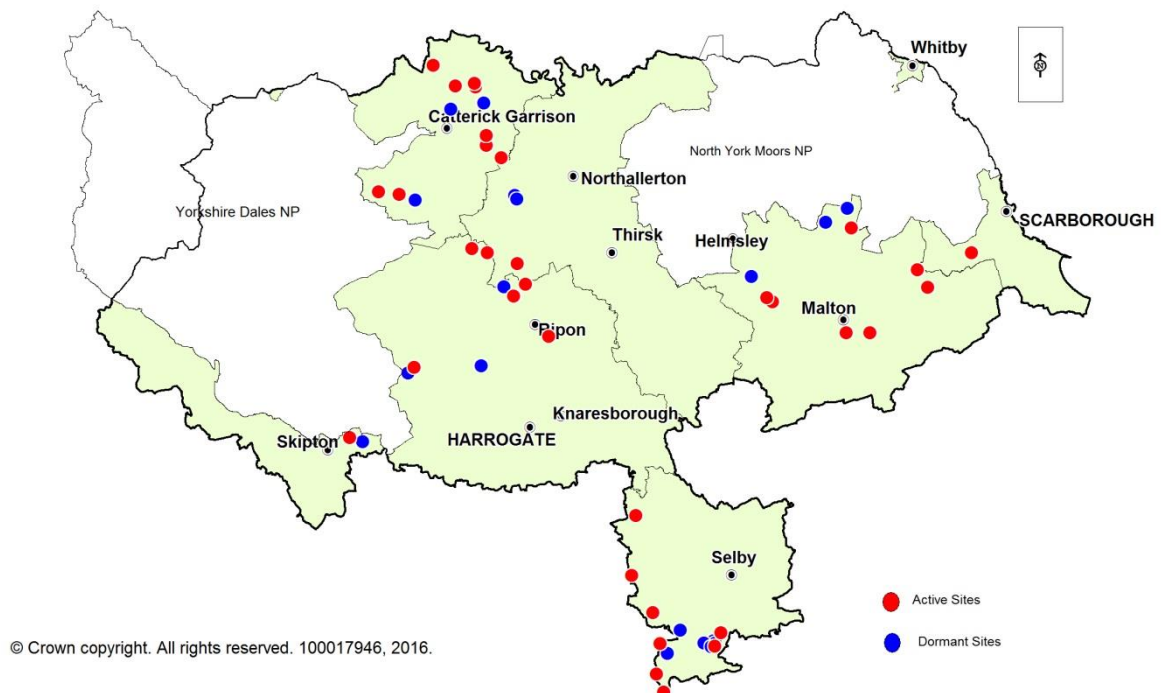 Whitby
N
Catterick Garrison
North York Moors NP
Northallerton
Yorkshire Dales NP
SCARBOROUGH
Thirsk
Helmsley
Malton
Ripon
Knaresborough
HARROGATE
Skipton
Selby
Active Sites
Dormant Sites
© Crown copyright. All rights reserved. 100017946, 2016.